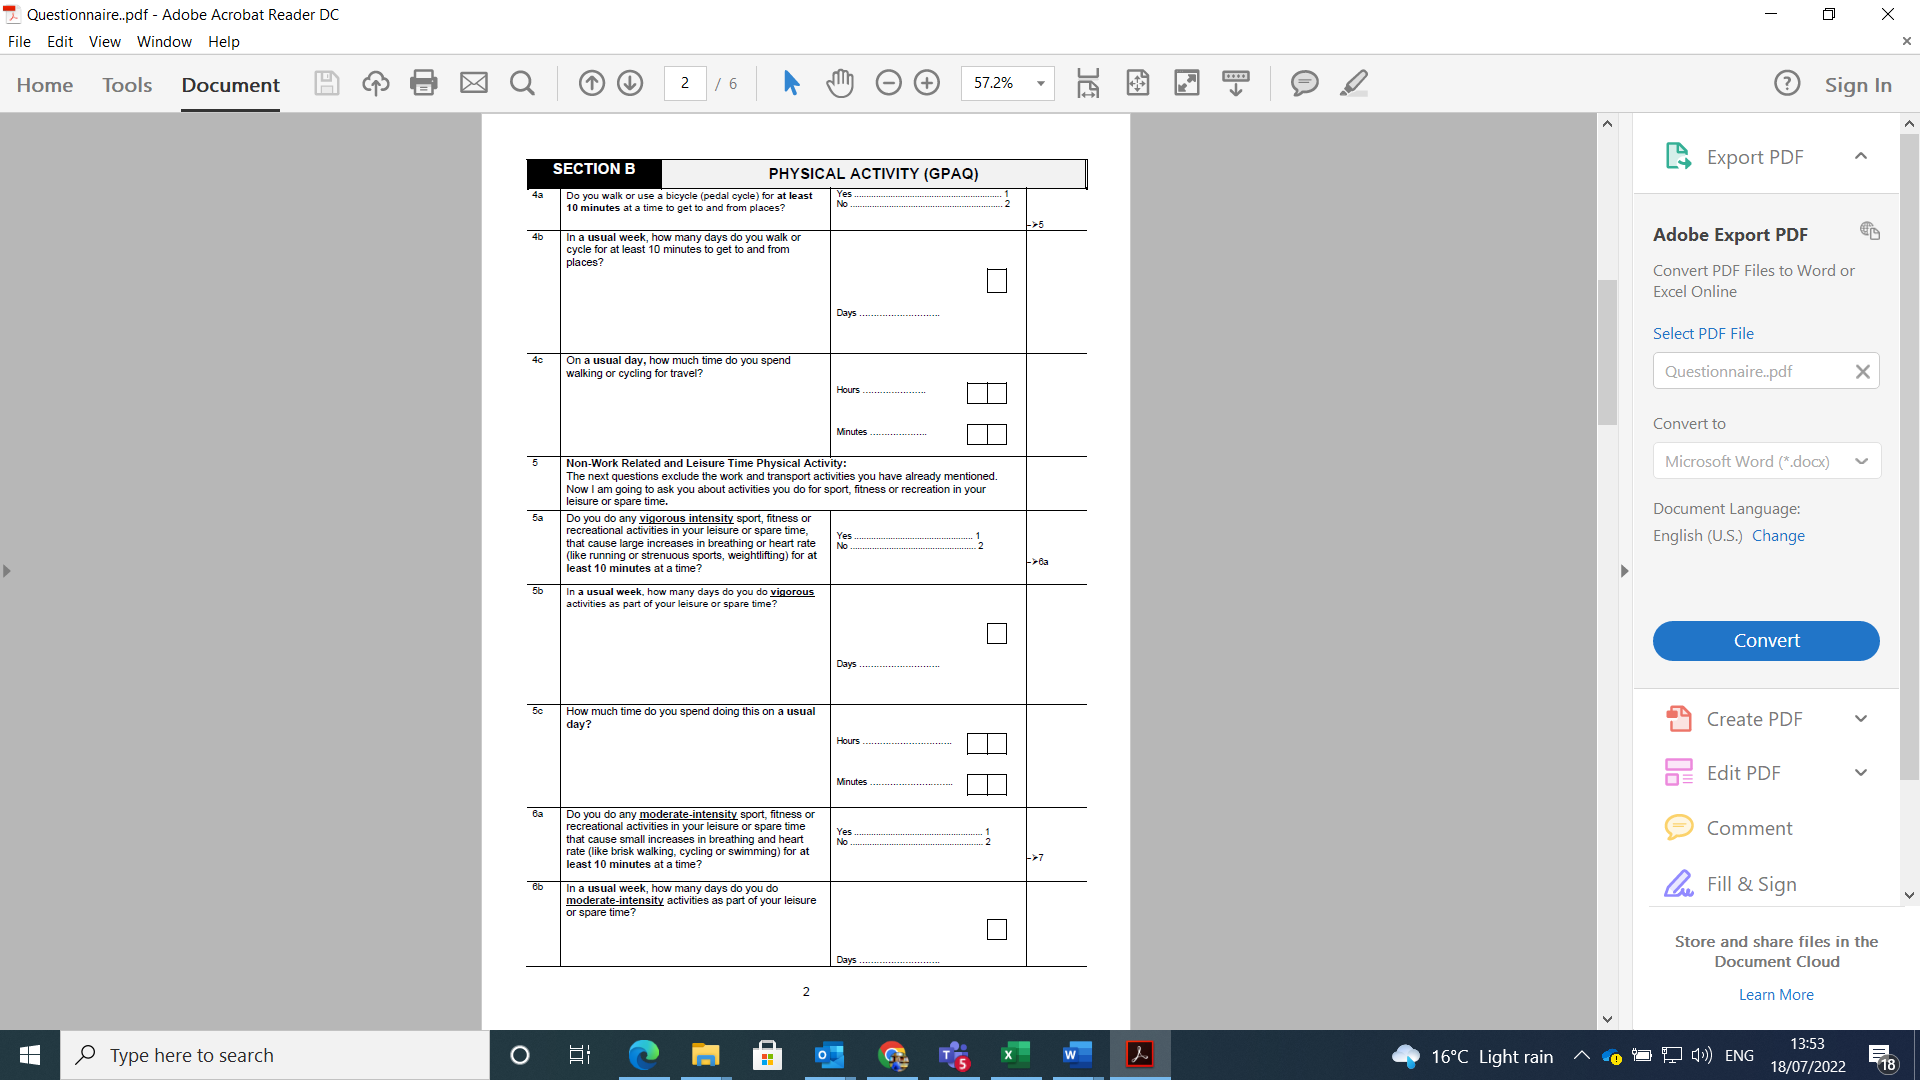 Questionnaire..pdf - Adobe Acrobat Reader DC
File Edit View Window Help
Home Tools Document 2 / 6 57.2% Sign In
SECTION B PHYSICAL ACTIVITY (GPAQ)
4a Do you walk or use a bicycle (pedal cycle) for at least
10 minutes at a time to get to and from places?
Yes ............................................................. 1
No ............................................................... 2
5
4b In a usual week, how many days do you walk or
cycle for at least 10 minutes to get to and from
places?
Days ............................
4c On a usual day, how much time do you spend
walking or cycling for travel?
Hours ......................
Minutes ....................
5 Non-Work Related and Leisure Time Physical Activity:
The next questions exclude the work and transport activities you have already mentioned.
Now I am going to ask you about activities you do for sport, fitness or recreation in your
leisure or spare time.
5a Do you do any vigorous intensity sport, fitness or
recreational activities in your leisure or spare time,
that cause large increases in breathing or heart rate
(like running or strenuous sports, weightlifting) for at
least 10 minutes at a time?
Yes ................................................. 1
No .................................................... 2
6a
5b In a usual week, how many days do you do vigorous
activities as part of your leisure or spare time?
Days ............................
5c How much time do you spend doing this on a usual
day?
Hours ...............................
Minutes .............................
6a Do you do any moderate-intensity sport, fitness or
recreational activities in your leisure or spare time
that cause small increases in breathing and heart
rate (like brisk walking, cycling or swimming) for at
least 10 minutes at a time?
Yes ..................................................... 1
No ....................................................... 2
7
6b In a usual week, how many days do you do
moderate-intensity activities as part of your leisure
or spare time?
Days ............................
2
Export PDF
Adobe Export PDF
Convert PDF Files to Word or
Excel Online
Select PDF File
Questionnaire..pdf
Convert to
Microsoft Word (*.docx)
Document Language:
English (U.S.) Change
Convert
Create PDF
Edit PDF
Comment
Fill & Sign
Store and share files in the
Document Cloud
Learn More
Type here to search
5
16°C Light rain
ENG
13:53
18/07/2022
18